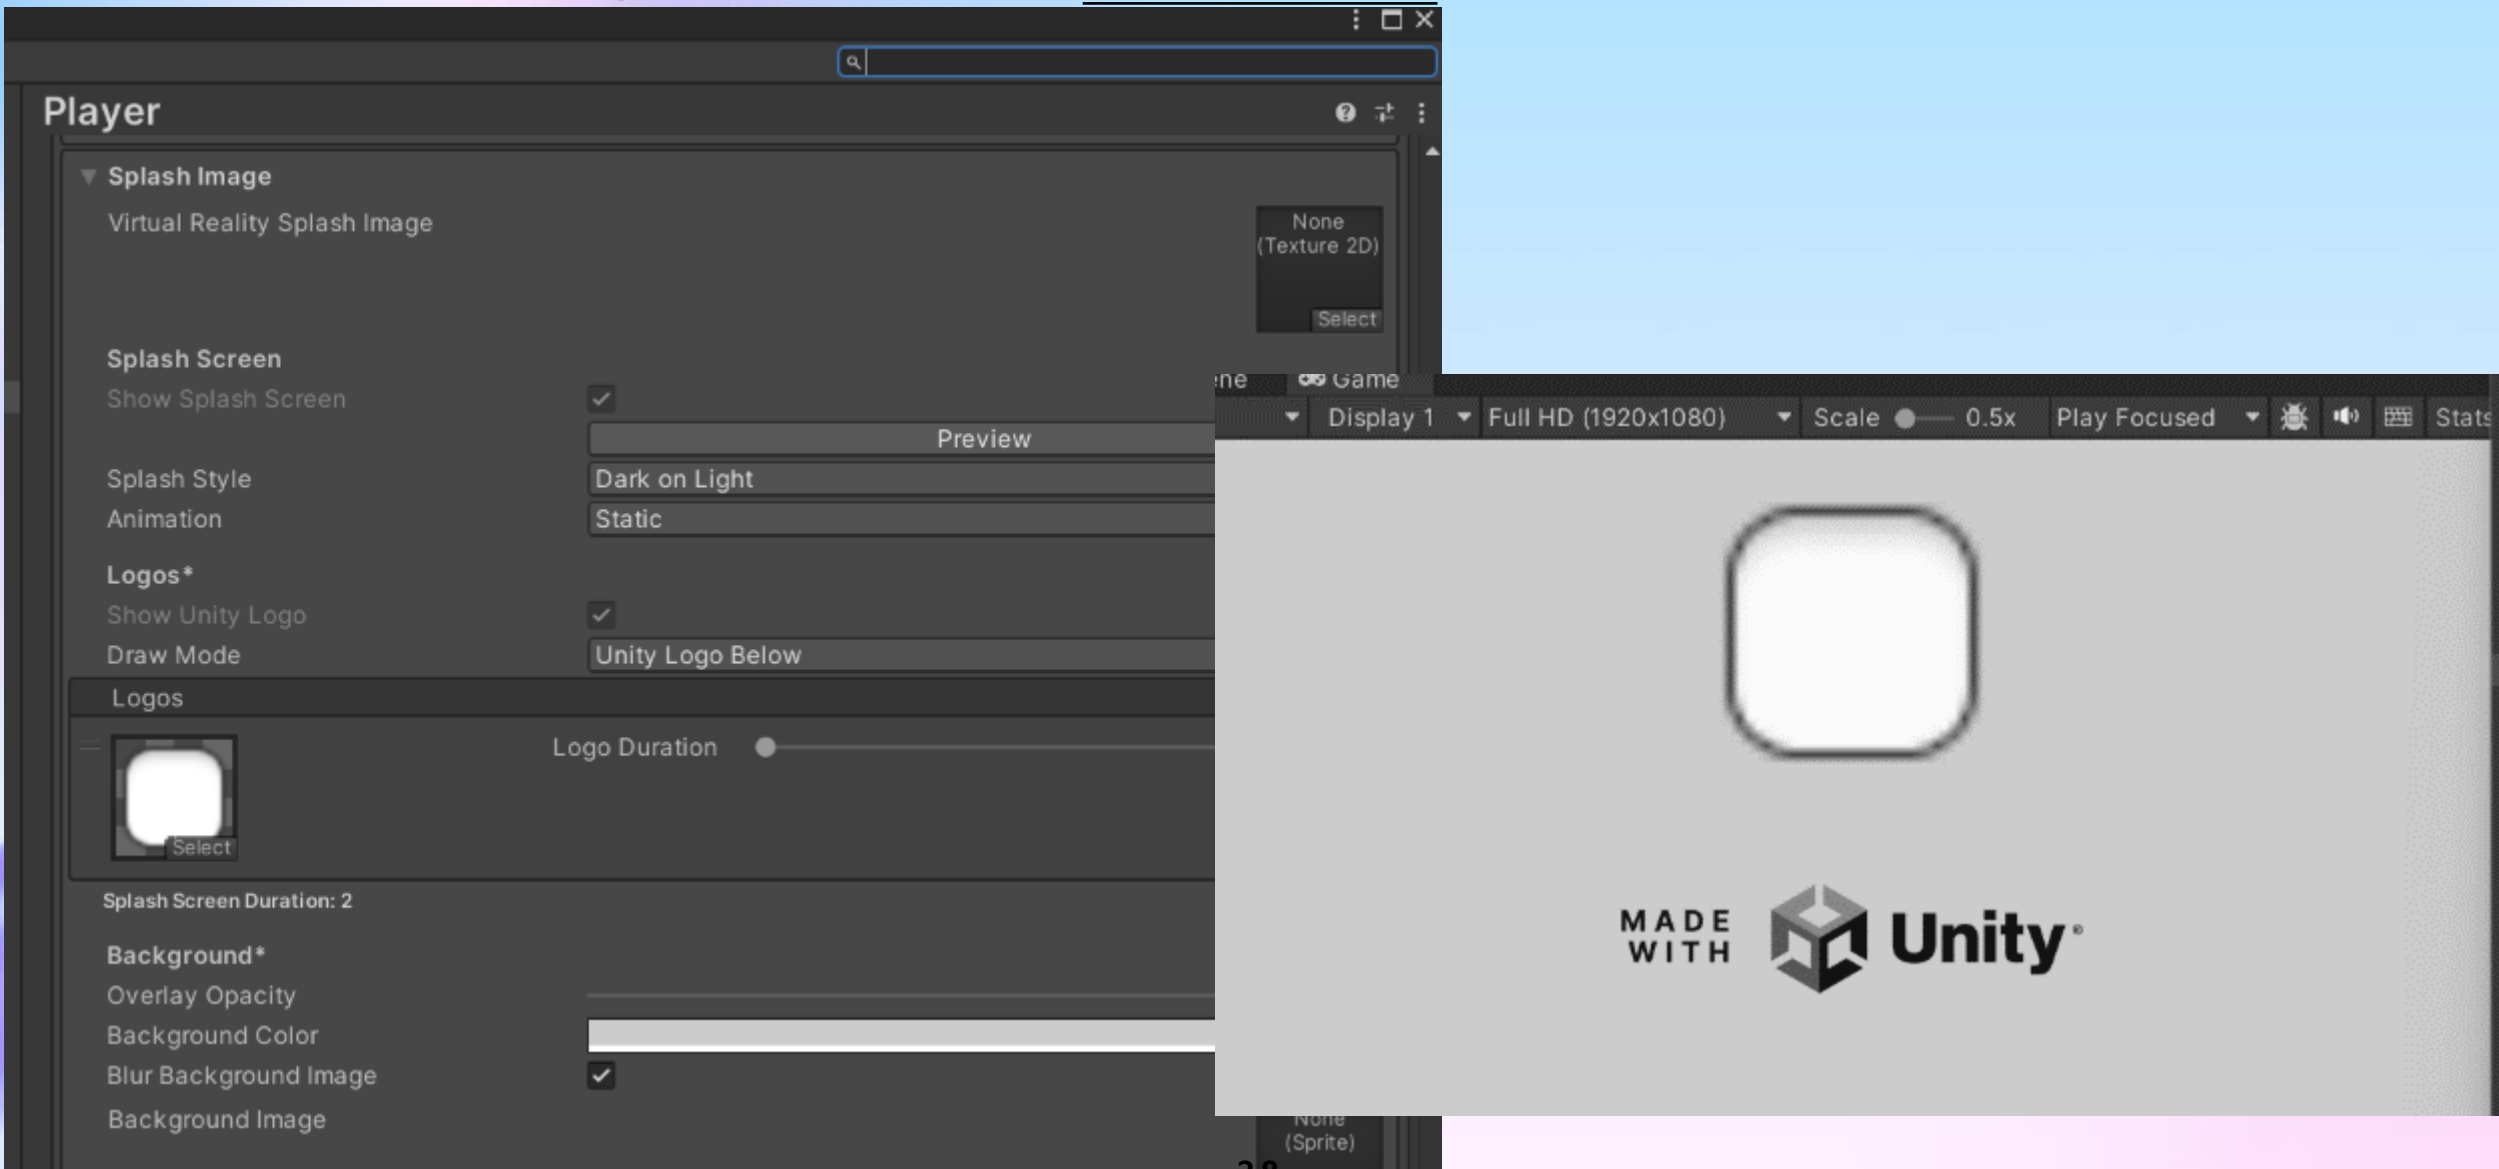 Player
Splash Image
Virtual Reality Splash Image
None
(Texture 2D)
Select
Splash Screen
Show Splash Screen
Preview
Splash Style
Dark on Light
Animation
Static
Logos*
Show Unity Logo
Draw Mode
Unity Logo Below
Logos
Logo Duration
Select
Splash Screen Duration: 2
Background*
Overlay Opacity
Background Color
Blur Background Image
Background Image
None
(Sprite)
Game
Display 1 Full HD (1920x1080) Scale 0.5x Play Focused Stats
MADE
WITH
Unity®